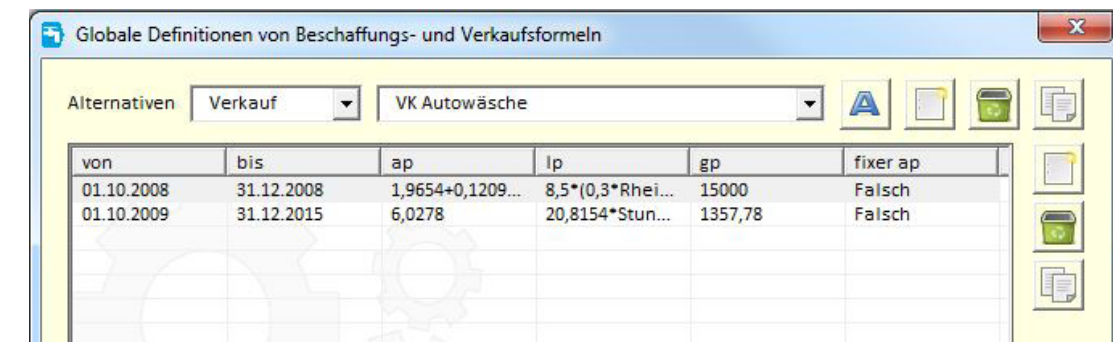 Globale Definitionen von Beschaffungs- und Verkaufsformeln
Alternativen Verkauf VK Autowäsche A
von bis ap lp gp fixer ap
01.10.2008 31.12.2008 1,9654+0,1209... 8,5*(0,3*Rhei... 15000 Falsch
01.10.2009 31.12.2015 6,0278 20,8154*Stun... 1357,78 Falsch